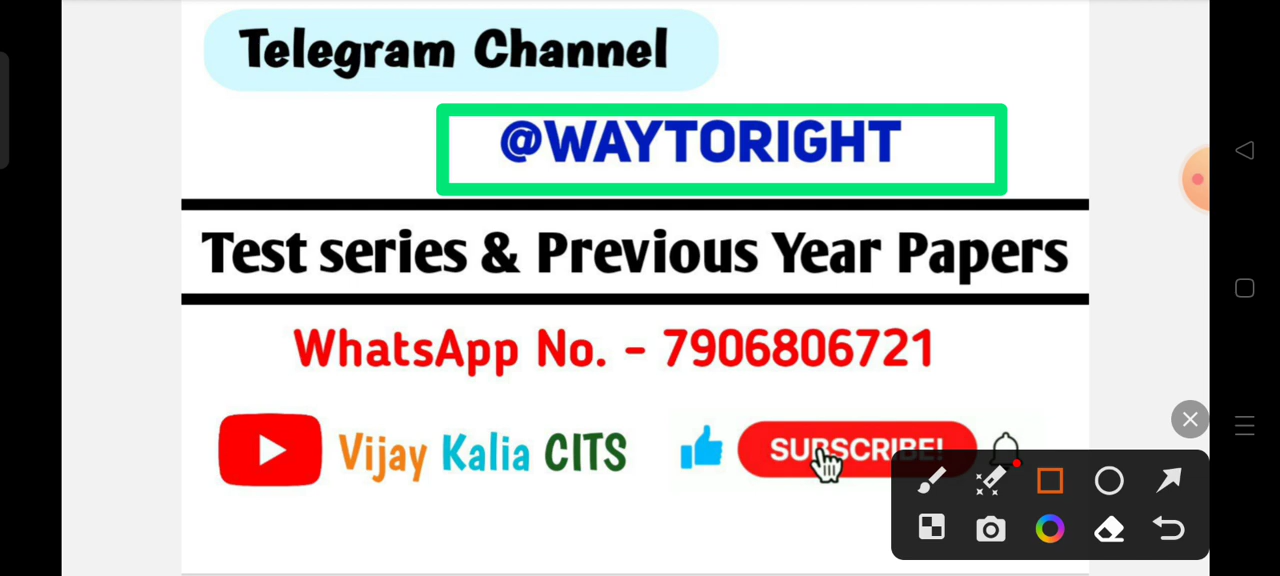 Telegram Channel
@WAYTORIGHT
Test series & Previous Year Papers
WhatsApp No. - 7906806721
Vijay Kalia CITS
SUBSCRIBE!